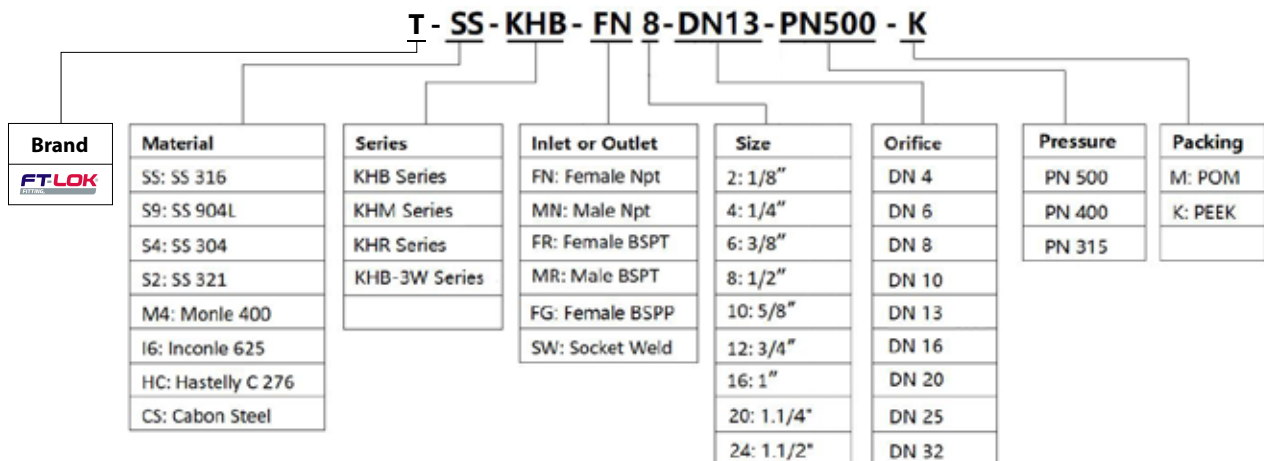 T - SS - KHB - FN 8 - DN13 - PN500 - K
Brand
FT-LOK
FITTING
Material
SS: SS 316
S9: SS 904L
S4: SS 304
S2: SS 321
M4: Monle 400
I6: Inconle 625
HC: Hastelly C 276
CS: Cabon Steel
Series
KHB Series
KHM Series
KHR Series
KHB-3W Series
Inlet or Outlet
FN: Female Npt
MN: Male Npt
FR: Female BSPT
MR: Male BSPT
FG: Female BSPP
SW: Socket Weld
Size
2: 1/8"
4: 1/4"
6: 3/8"
8: 1/2"
10: 5/8"
12: 3/4"
16: 1"
20: 1.1/4"
24: 1.1/2"
Orifice
DN 4
DN 6
DN 8
DN 10
DN 13
DN 16
DN 20
DN 25
DN 32
Pressure
PN 500
PN 400
PN 315
Packing
M: POM
K: PEEK